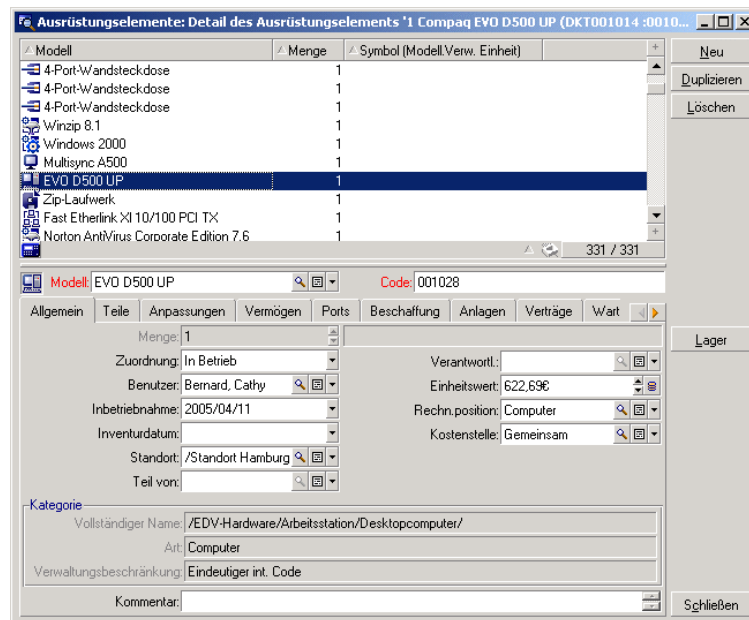 Ausrüstungselemente: Detail des Ausrüstungselements '1 Compaq EVO D500 UP (DKT001014 :0010...
Modell Menge Symbol (Modell.Verw. Einheit)
4-Port-Wandsteckdose 1
4-Port-Wandsteckdose 1
4-Port-Wandsteckdose 1
Winzip 8.1 1
Windows 2000 1
Multisync A500 1
EVO D500 UP 1
Zip-Laufwerk 1
Fast Etherlink XI 10/100 PCI TX 1
Norton AntiVirus Corporate Edition 7.6 1
331 / 331
Neu
Duplizieren
Löschen
Modell: EVO D500 UP Code: 001028
Allgemein Teile Anpassungen Vermögen Ports Beschaffung Anlagen Verträge Wart
Menge: 1
Zuordnung: In Betrieb Verantwortl.:
Benutzer: Bernard, Cathy Einheitswert: 622,69€
Inbetriebnahme: 2005/04/11 Rechn.position: Computer
Inventurdatum: Kostenstelle: Gemeinsam
Standort: /Standort Hamburg
Teil von:
Kategorie
Vollständiger Name: /EDV-Hardware/Arbeitsstation/Desktopcomputer/
Art: Computer
Verwaltungsbeschränkung: Eindeutiger int. Code
Kommentar:
Lager
Schließen